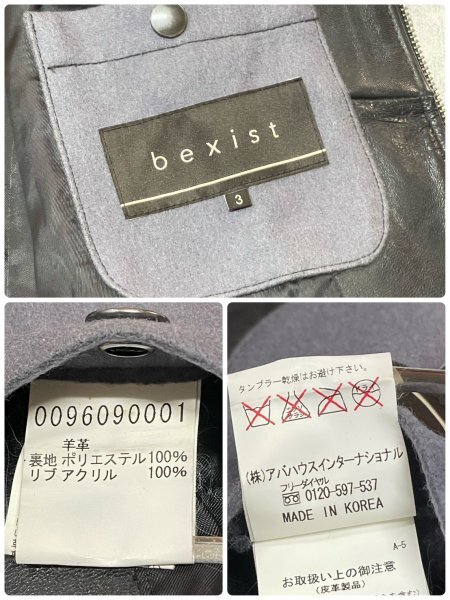 bexist
3
0096090001
羊革
裏地 ポリエステル 100%
リブ アクリル 100%
タンブラー乾燥はお避け下さい。
(株)アバハウスインターナショナル
フリーダイヤル
0120-597-537
MADE IN KOREA
A-5
お取扱い上の御注意
(皮革製品)